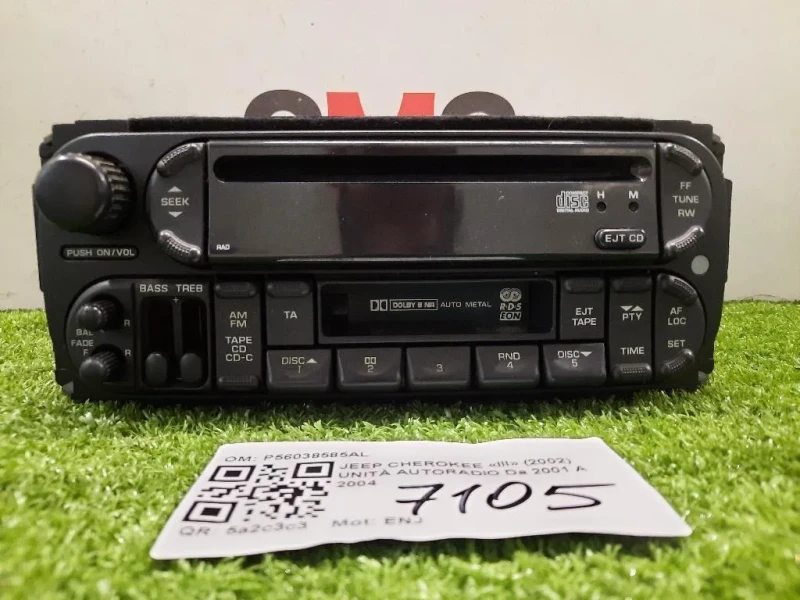 SEEK
PUSH ON/VOL
RAD
COMPACT
disc
DIGITAL AUDIO
H M
EJT CD
FF
TUNE
RW
BASS TREB
BAL R
FADE
R
AM
FM
TAPE
CD
CD-C
TA
DOLBY B NR AUTO METAL
R·D·S
EON
EJT
TAPE
PTY
TIME
AF
LOC
SET
DISC
1
2
3
RND
4
DISC
5
OM: P56038585AL
JEEP CHEROKEE «III» (2002)
UNITÀ AUTORADIO Da 2001 A
2004
7105
QR: 5a2c3c3 Mot: ENJ